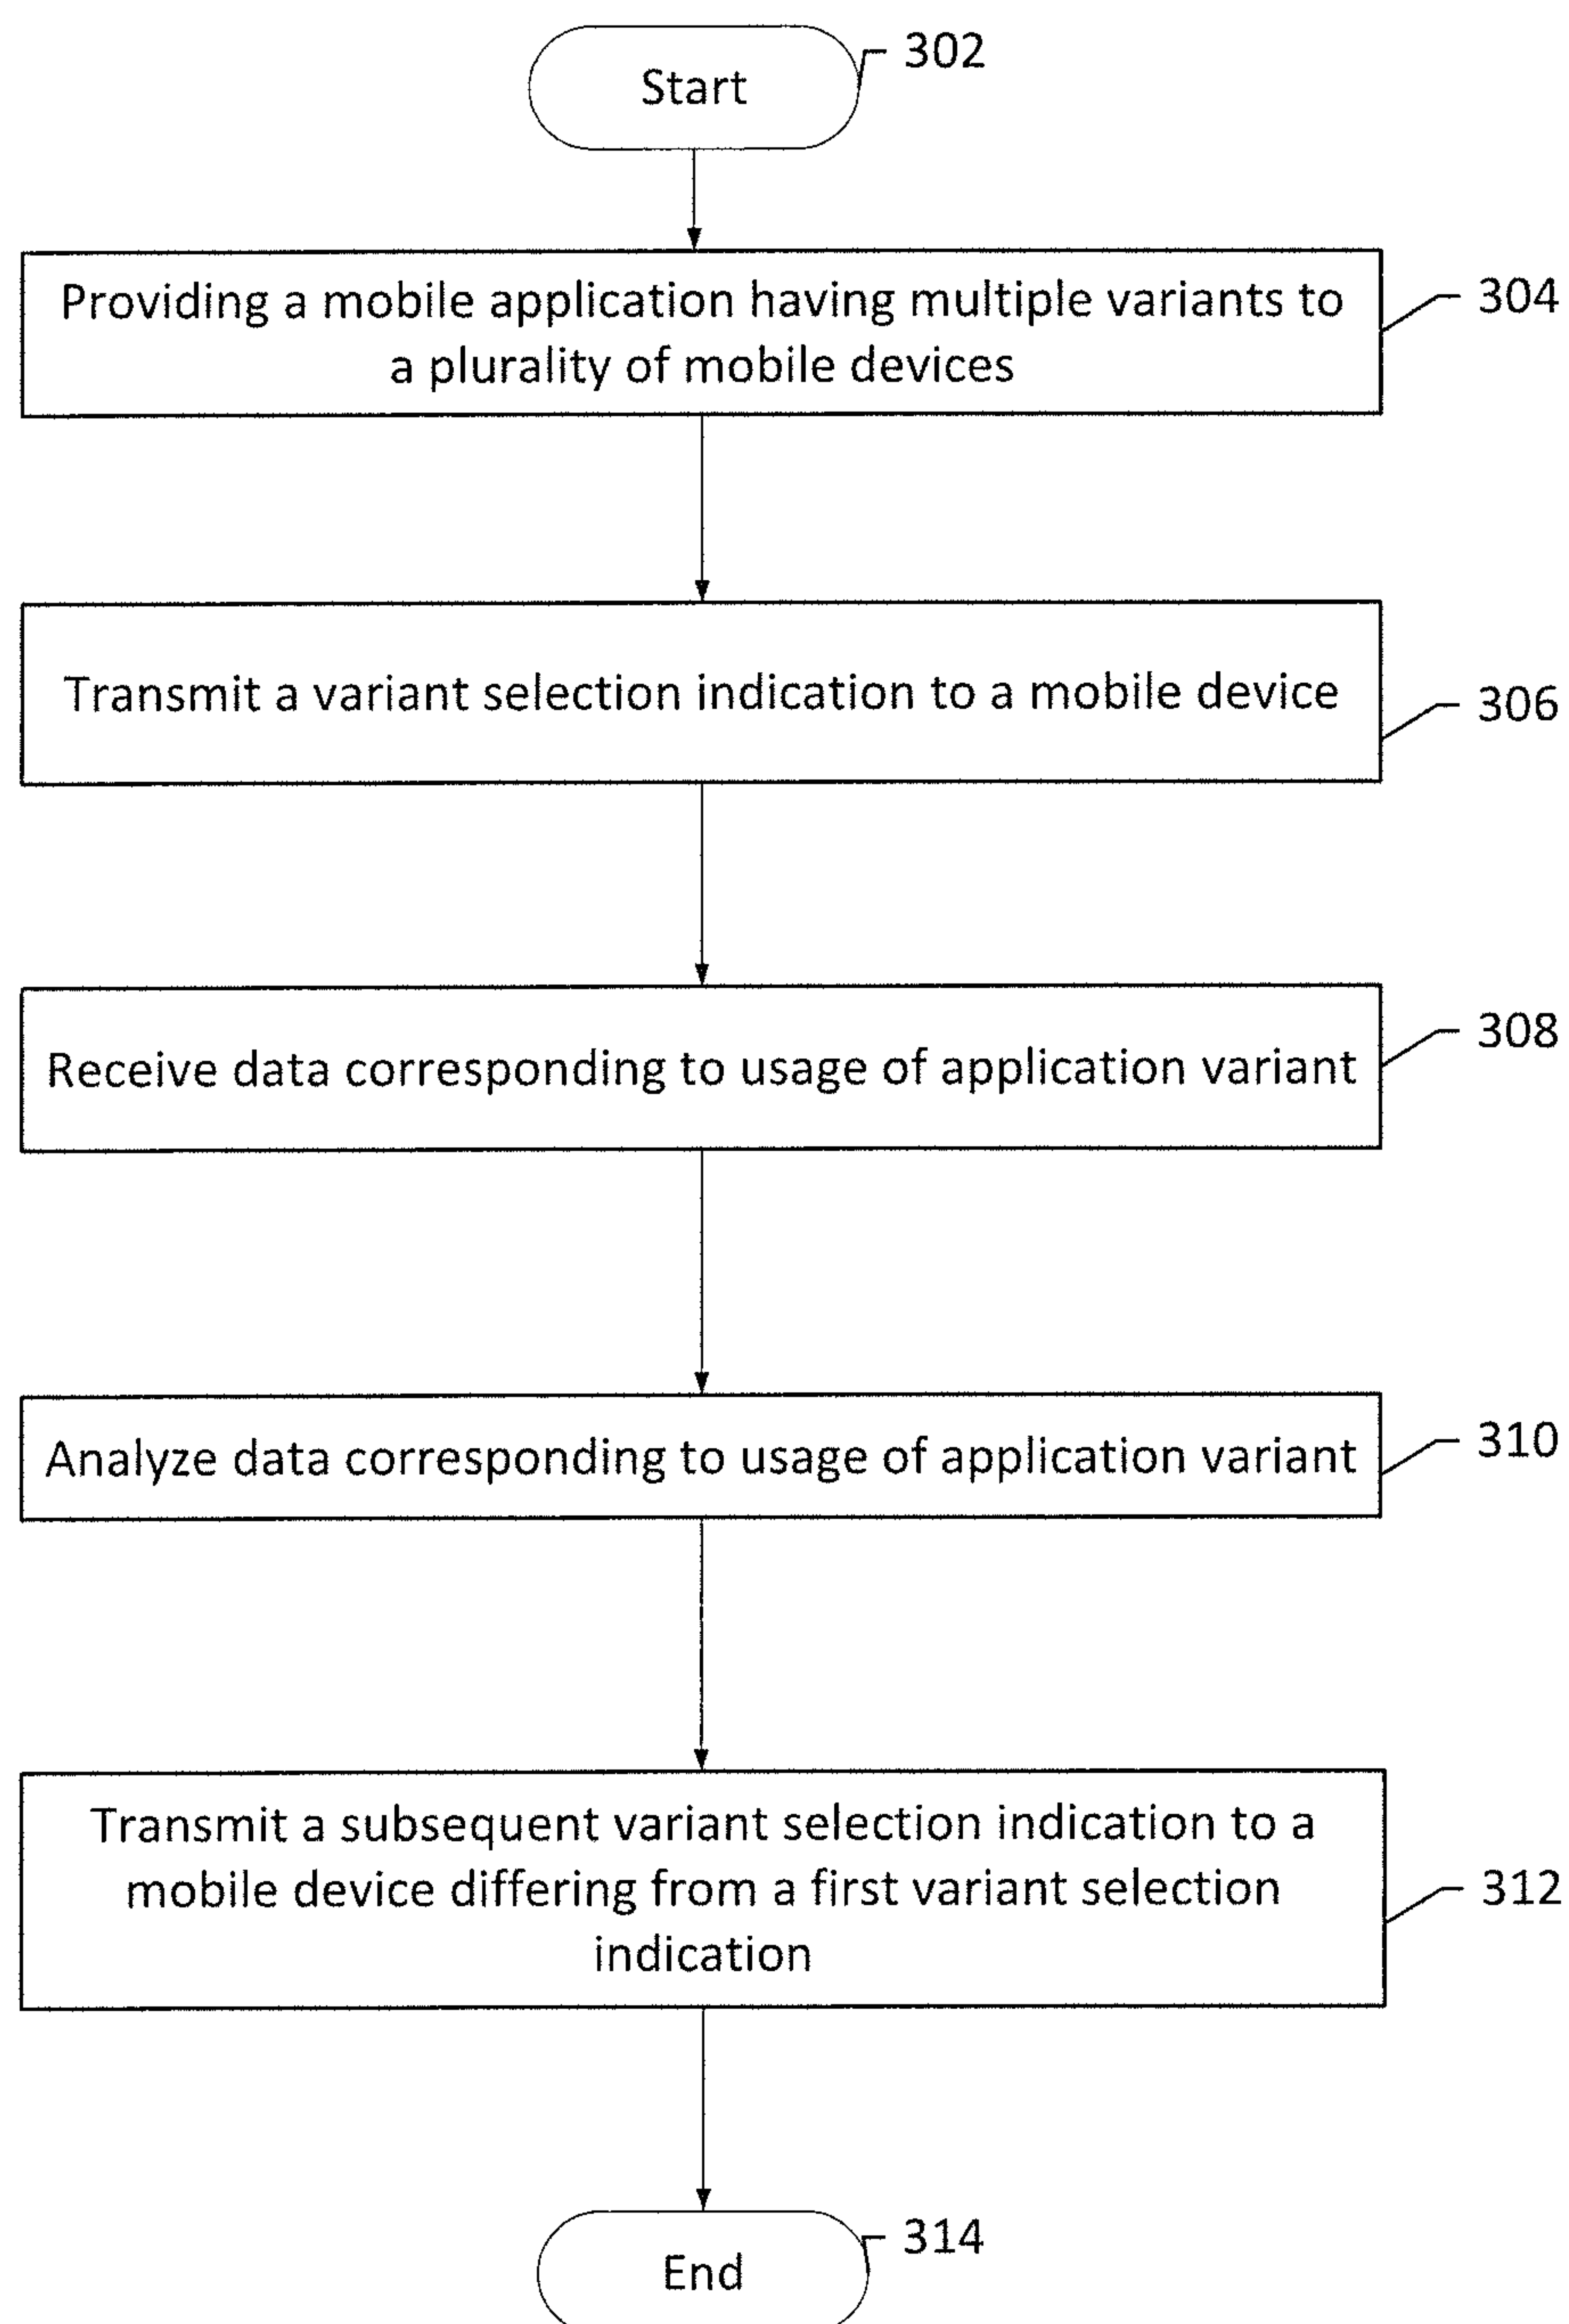 Start
302
Providing a mobile application having multiple variants to
a plurality of mobile devices
304
Transmit a variant selection indication to a mobile device
306
Receive data corresponding to usage of application variant
308
Analyze data corresponding to usage of application variant
310
Transmit a subsequent variant selection indication to a
mobile device differing from a first variant selection
indication
312
End
314